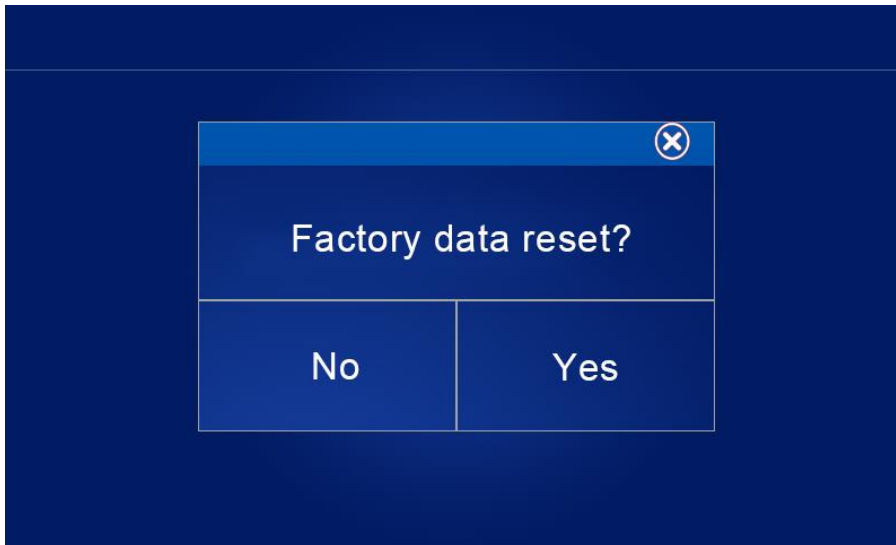 Factory data reset?
No
Yes